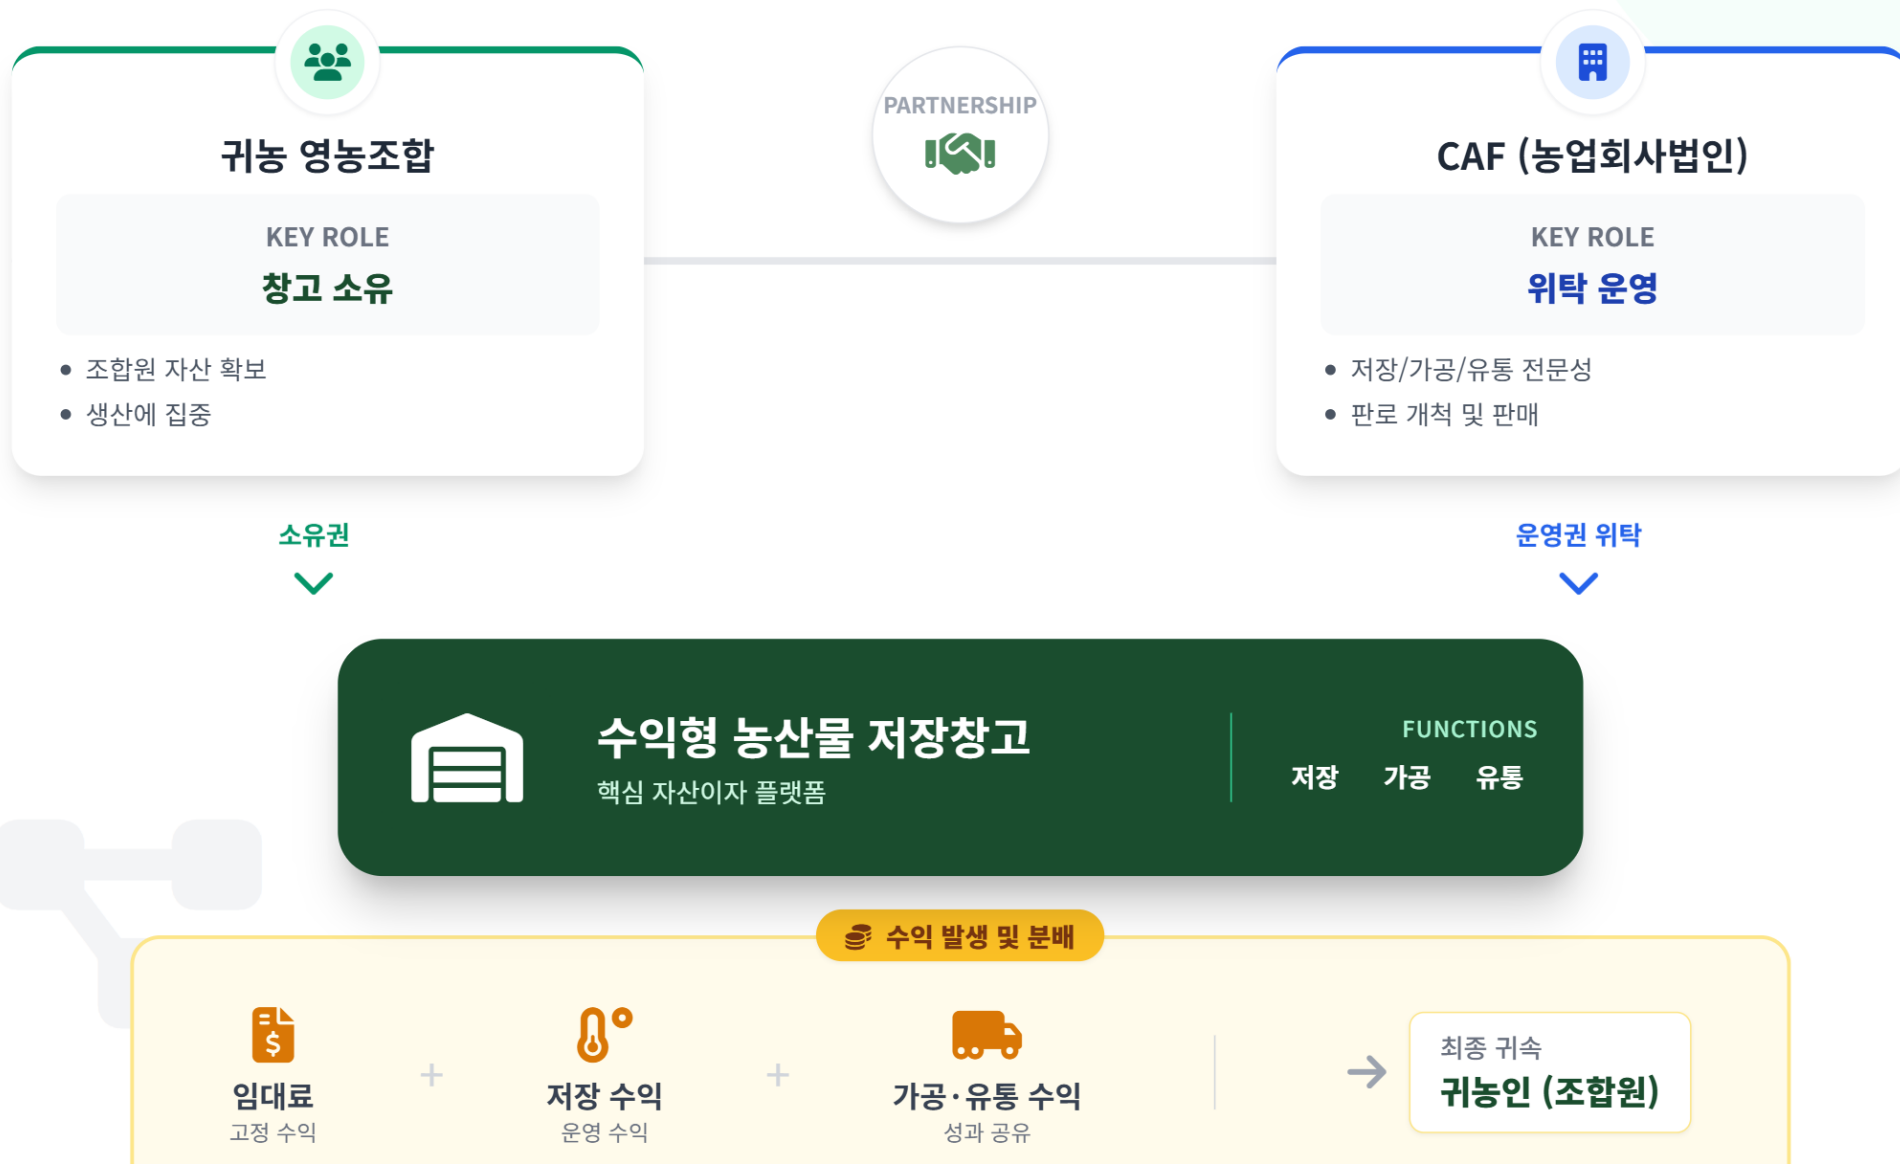 귀농 영농조합
KEY ROLE
창고 소유
조합원 자산 확보
생산에 집중
PARTNERSHIP
CAF (농업회사법인)
KEY ROLE
위탁 운영
저장/가공/유통 전문성
판로 개척 및 판매
소유권
운영권 위탁
수익형 농산물 저장창고
핵심 자산이자 플랫폼
FUNCTIONS
저장 가공 유통
수익 발생 및 분배
임대료
고정 수익
+
저장 수익
운영 수익
+
가공·유통 수익
성과 공유
최종 귀속
귀농인 (조합원)